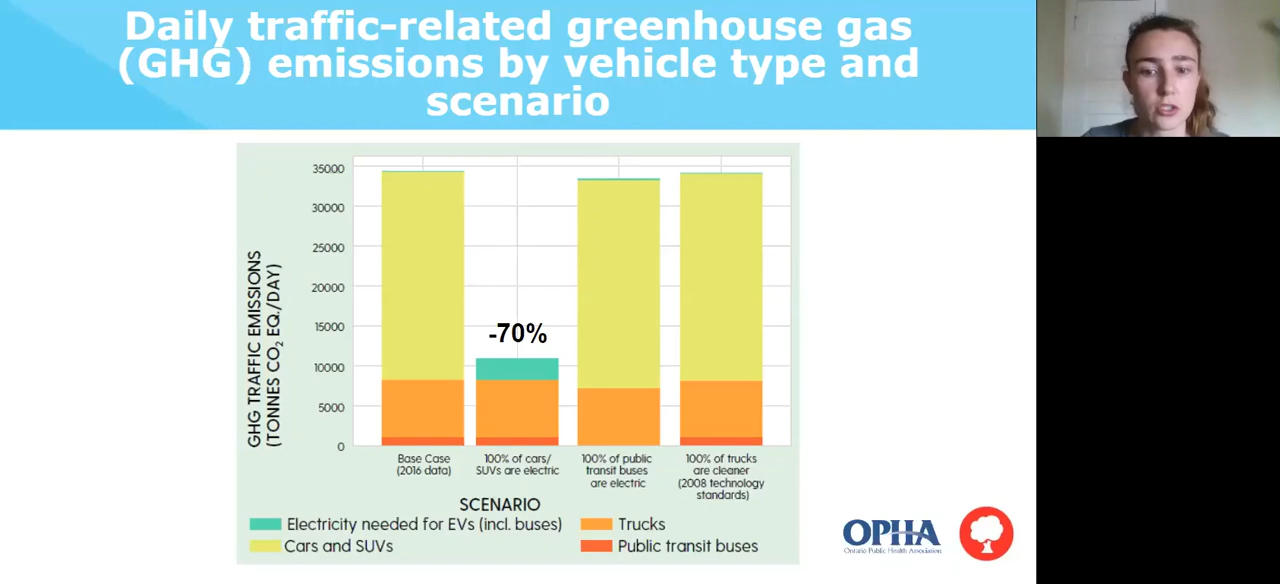 Daily traffic-related greenhouse gas
(GHG) emissions by vehicle type and
scenario
GHG TRAFFIC EMISSIONS
(TONNES CO₂ EQ./DAY)
35000
30000
25000
20000
15000
10000
5000
0
-70%
Base Case
(2016 data)
100% of cars/
SUVs are electric
100% of public
transit buses
are electric
100% of trucks
are cleaner
(2008 technology
standards)
SCENARIO
Electricity needed for EVs (incl. buses)
Trucks
Cars and SUVs
Public transit buses
OPHA
Ontario Public Health Association